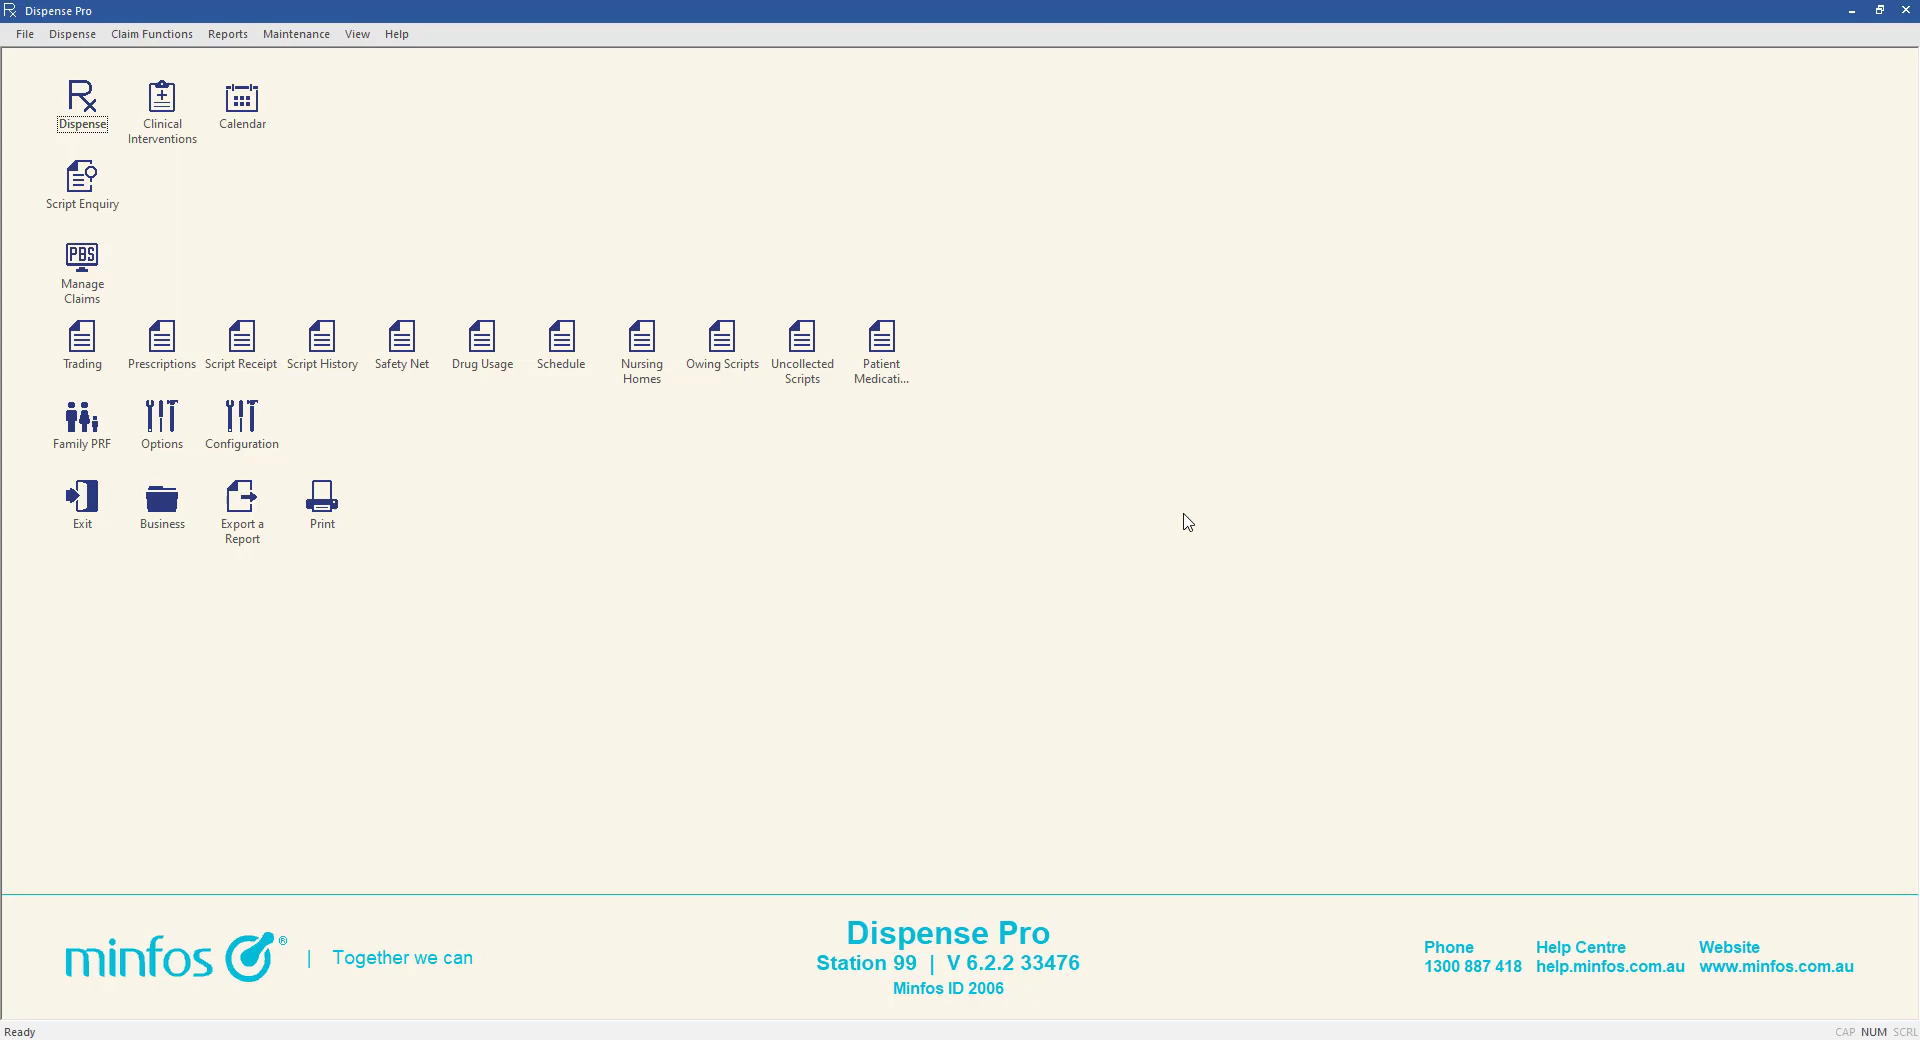 Dispense Pro
File Dispense Claim Functions Reports Maintenance View Help
Dispense
Clinical
Interventions
Calendar
Script Enquiry
PBS
Manage
Claims
Trading
Prescriptions
Script Receipt
Script History
Safety Net
Drug Usage
Schedule
Nursing
Homes
Owing Scripts
Uncollected
Scripts
Patient
Medicati...
Family PRF
Options
Configuration
Exit
Business
Export a
Report
Print
minfos ® | Together we can
Dispense Pro
Station 99 | V 6.2.2 33476
Minfos ID 2006
Phone
1300 887 418
Help Centre
help.minfos.com.au
Website
www.minfos.com.au
Ready
CAP NUM SCRL